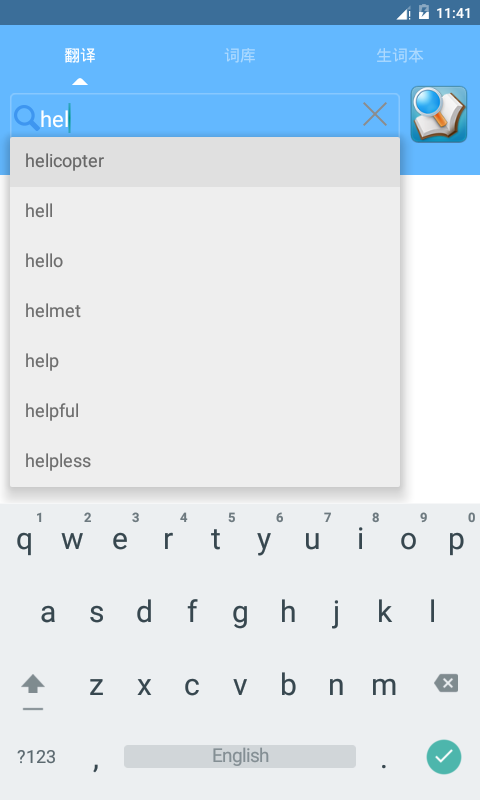 11:41
翻译 词库 生词本
hel
helicopter
hell
hello
helmet
help
helpful
helpless
1 2 3 4 5 6 7 8 9 0
q w e r t y u i o p
a s d f g h j k l
z x c v b n m
?123 , English .